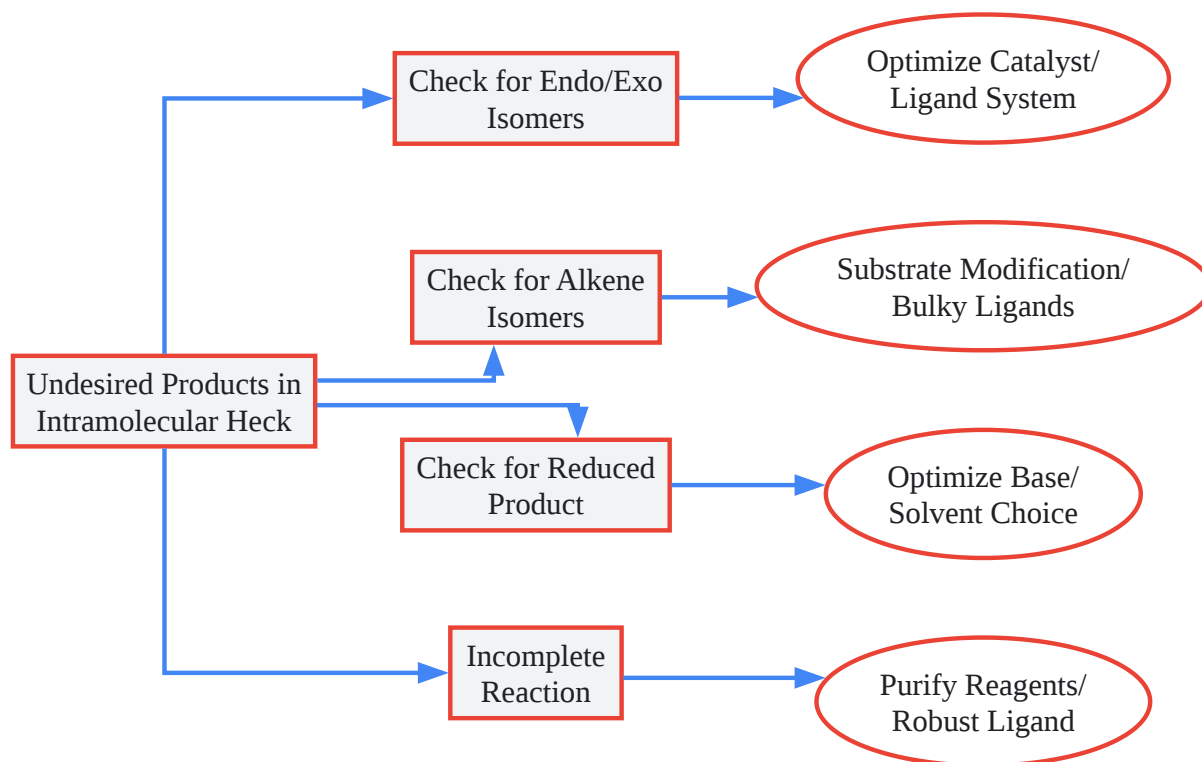 Undesired Products in
Intramolecular Heck
Check for Endo/Exo
Isomers
Optimize Catalyst/
Ligand System
Check for Alkene
Isomers
Substrate Modification/
Bulky Ligands
Check for Reduced
Product
Optimize Base/
Solvent Choice
Incomplete
Reaction
Purify Reagents/
Robust Ligand